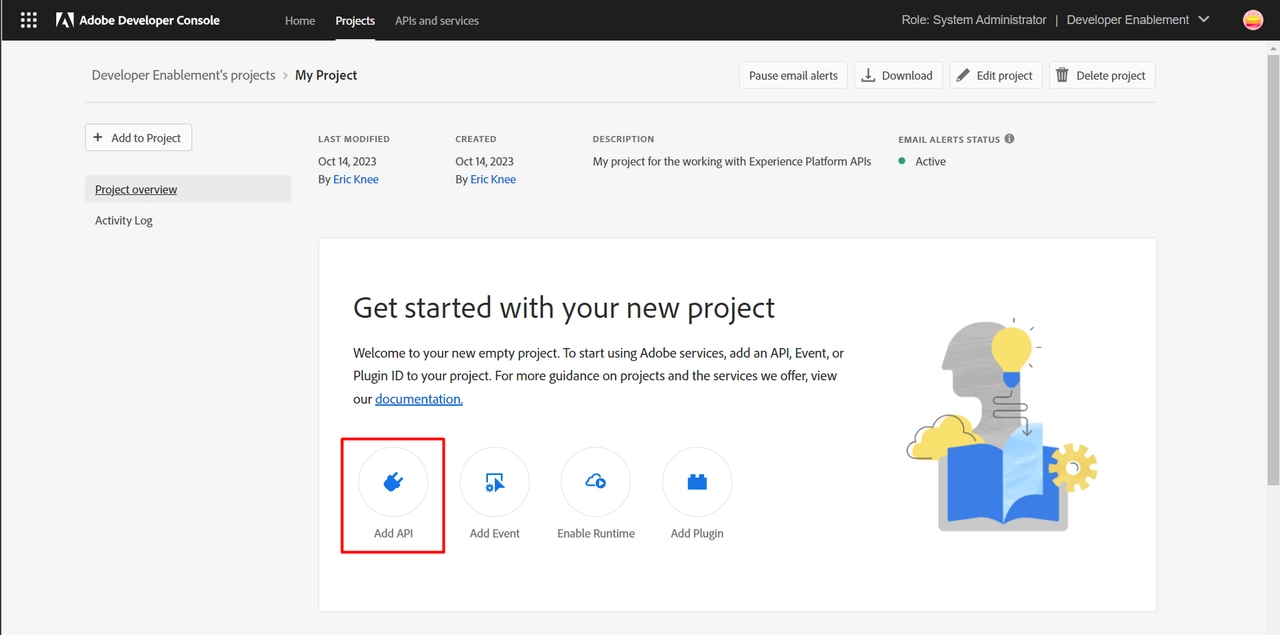 Adobe Developer Console
Home
Projects
APIs and services
Role: System Administrator | Developer Enablement
Developer Enablement's projects › My Project
Pause email alerts
Download
Edit project
Delete project
+ Add to Project
Project overview
Activity Log
LAST MODIFIED
Oct 14, 2023
By Eric Knee
CREATED
Oct 14, 2023
By Eric Knee
DESCRIPTION
My project for the working with Experience Platform APIs
EMAIL ALERTS STATUS
Active
Get started with your new project
Welcome to your new empty project. To start using Adobe services, add an API, Event, or
Plugin ID to your project. For more guidance on projects and the services we offer, view
our documentation.
Add API
Add Event
Enable Runtime
Add Plugin